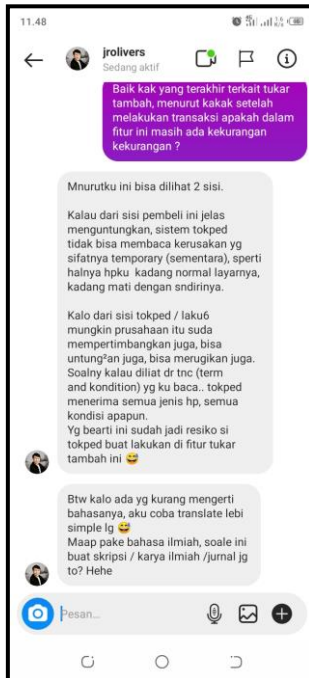 11.48
jrolivers
Sedang aktif
Baik kak yang terakhir terkait tukar
tambah, menurut kakak setelah
melakukan transaksi apakah dalam
fitur ini masih ada kekurangan
kekurangan ?
Mnurutku ini bisa dilihat 2 sisi.
Kalau dari sisi pembeli ini jelas
menguntungkan, sistem tokped
tidak bisa membaca kerusakan yg
sifatnya temporary (sementara), sperti
halnya hpku kadang normal layarnya,
kadang mati dengan sndirinya.
Kalo dari sisi tokped / laku6
mungkin prusahaan itu suda
mempertimbangkan juga, bisa
untung²an juga, bisa merugikan juga.
Soalny kalau diliat dr tnc (term
and kondition) yg ku baca.. tokped
menerima semua jenis hp, semua
kondisi apapun.
Yg bearti ini sudah jadi resiko si
tokped buat lakukan di fitur tukar
tambah ini 😅
Btw kalo ada yg kurang mengerti
bahasanya, aku coba translate lebi
simple lg 😅
Maap pake bahasa ilmiah, soale ini
buat skripsi / karya ilmiah /jurnal jg
to? Hehe
Pesan...